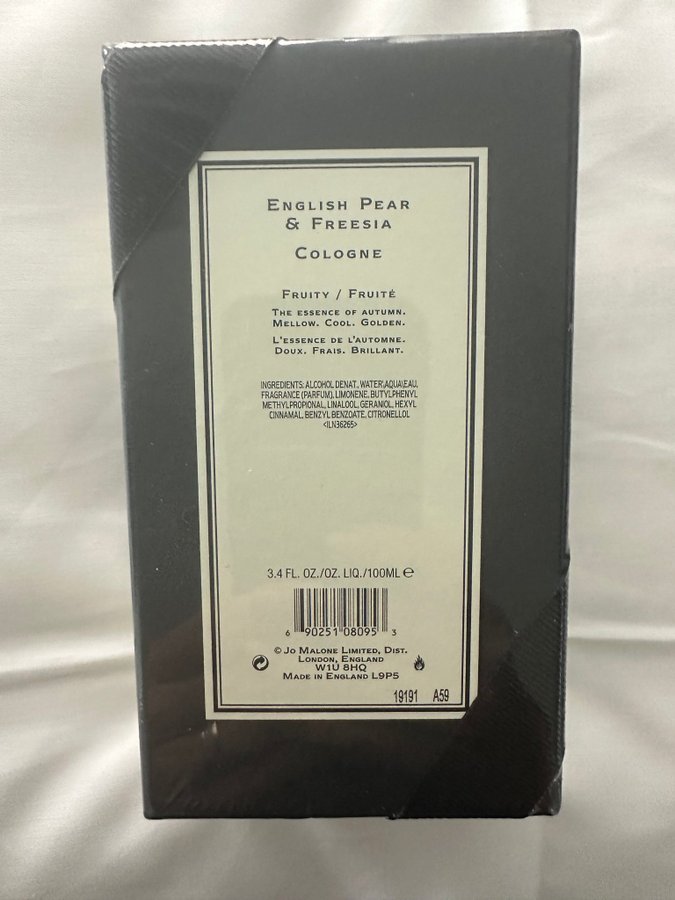 ENGLISH PEAR
& FREESIA
COLOGNE
FRUITY / FRUITÉ
THE ESSENCE OF AUTUMN.
MELLOW. COOL. GOLDEN.
L'ESSENCE DE L'AUTOMNE.
DOUX. FRAIS. BRILLANT.
INGREDIENTS: ALCOHOL DENAT., WATER\AQUA\EAU,
FRAGRANCE (PARFUM), LIMONENE, BUTYLPHENYL
METHYLPROPIONAL, LINALOOL, GERANIOL, HEXYL
CINNAMAL, BENZYL BENZOATE, CITRONELLOL
<ILN36265>
3.4 FL. OZ./OZ. LIQ./100ML ℮
6 90251 08095 3
© JO MALONE LIMITED, DIST.
LONDON, ENGLAND
W1U 8HQ
MADE IN ENGLAND L9P5
19191 A59